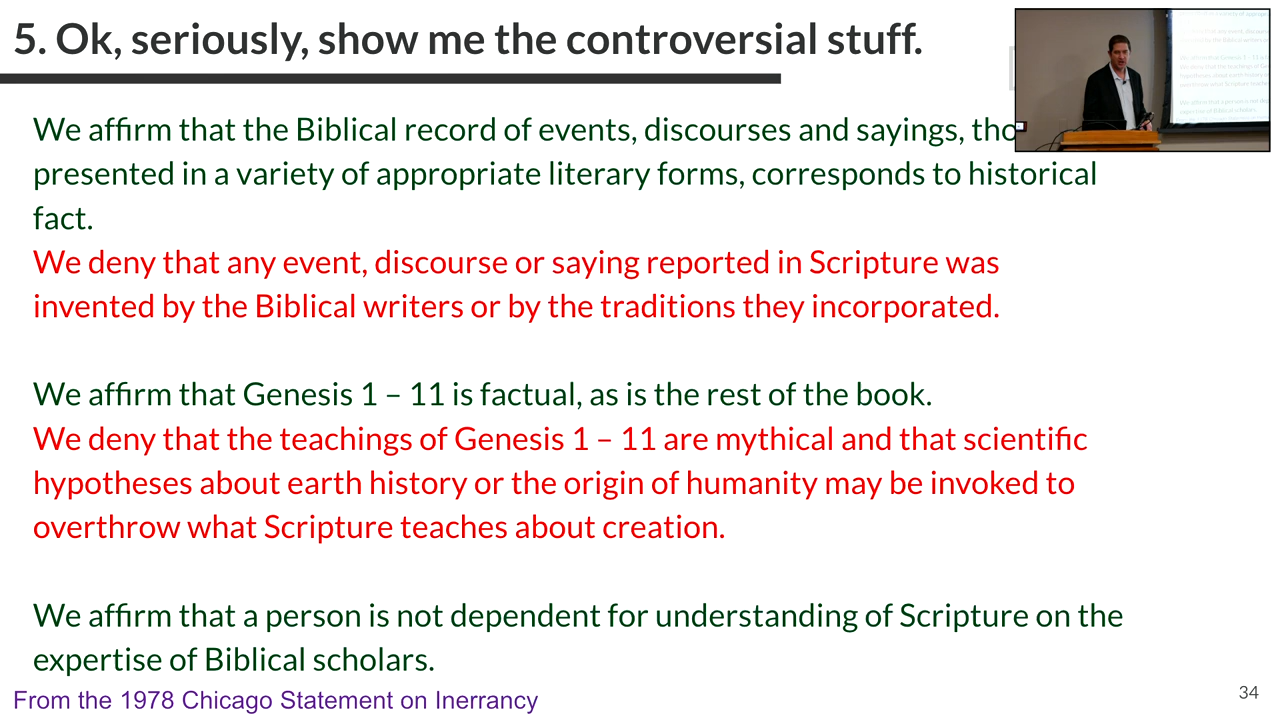 5. Ok, seriously, show me the controversial stuff.
We affirm that the Biblical record of events, discourses and sayings,
presented in a variety of appropriate literary forms, corresponds to historical
fact.
We deny that any event, discourse or saying reported in Scripture was
invented by the Biblical writers or by the traditions they incorporated.
We affirm that Genesis 1 – 11 is factual, as is the rest of the book.
We deny that the teachings of Genesis 1 – 11 are mythical and that scientific
hypotheses about earth history or the origin of humanity may be invoked to
overthrow what Scripture teaches about creation.
We affirm that a person is not dependent for understanding of Scripture on the
expertise of Biblical scholars.
From the 1978 Chicago Statement on Inerrancy
34